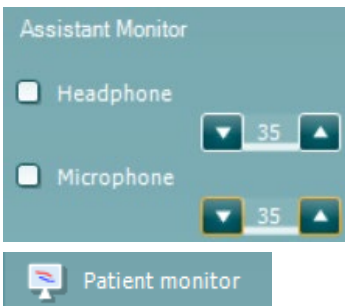 Assistant Monitor
Headphone
35
Microphone
35
Patient monitor